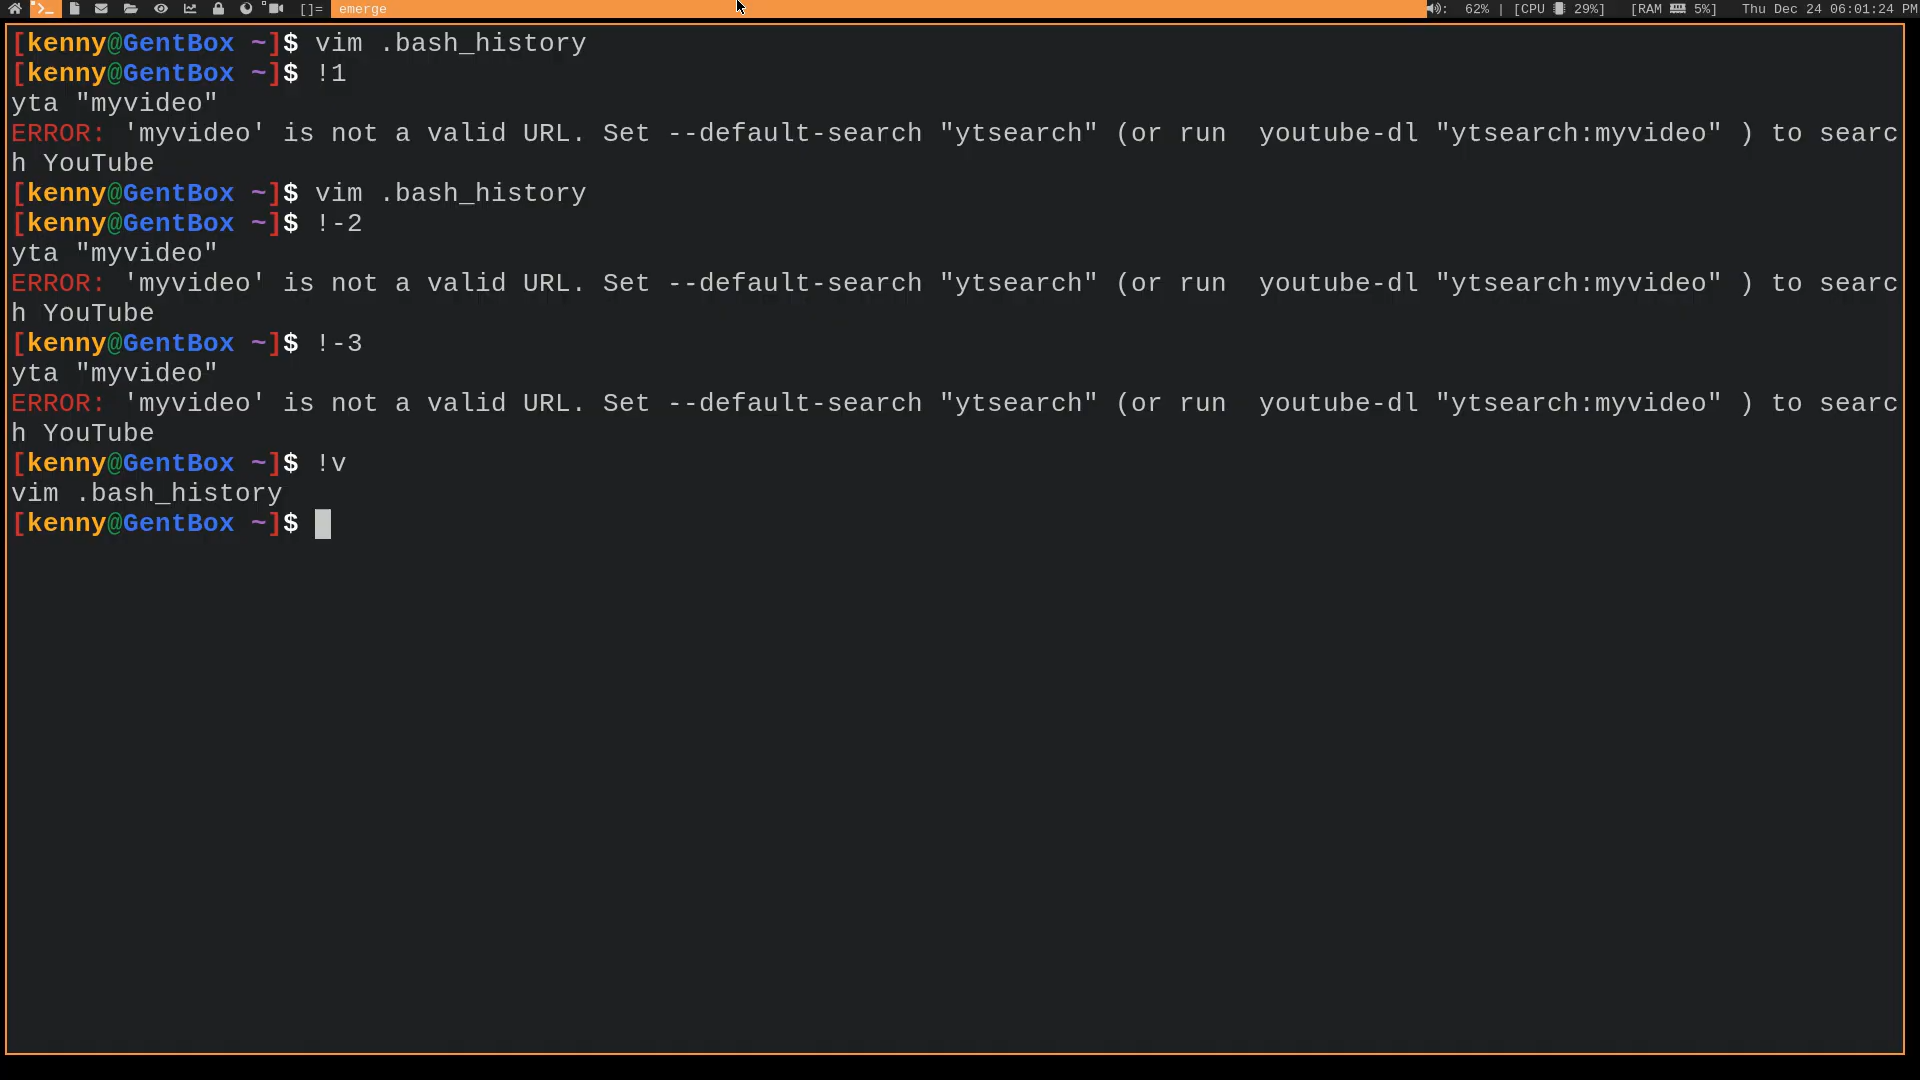 []= emerge 62% | [CPU 29%] [RAM 5%] Thu Dec 24 06:01:24 PM
[kenny@GentBox ~]$ vim .bash_history
[kenny@GentBox ~]$ !1
yta "myvideo"
ERROR: 'myvideo' is not a valid URL. Set --default-search "ytsearch" (or run  youtube-dl "ytsearch:myvideo" ) to searc
h YouTube
[kenny@GentBox ~]$ vim .bash_history
[kenny@GentBox ~]$ !-2
yta "myvideo"
ERROR: 'myvideo' is not a valid URL. Set --default-search "ytsearch" (or run  youtube-dl "ytsearch:myvideo" ) to searc
h YouTube
[kenny@GentBox ~]$ !-3
yta "myvideo"
ERROR: 'myvideo' is not a valid URL. Set --default-search "ytsearch" (or run  youtube-dl "ytsearch:myvideo" ) to searc
h YouTube
[kenny@GentBox ~]$ !v
vim .bash_history
[kenny@GentBox ~]$